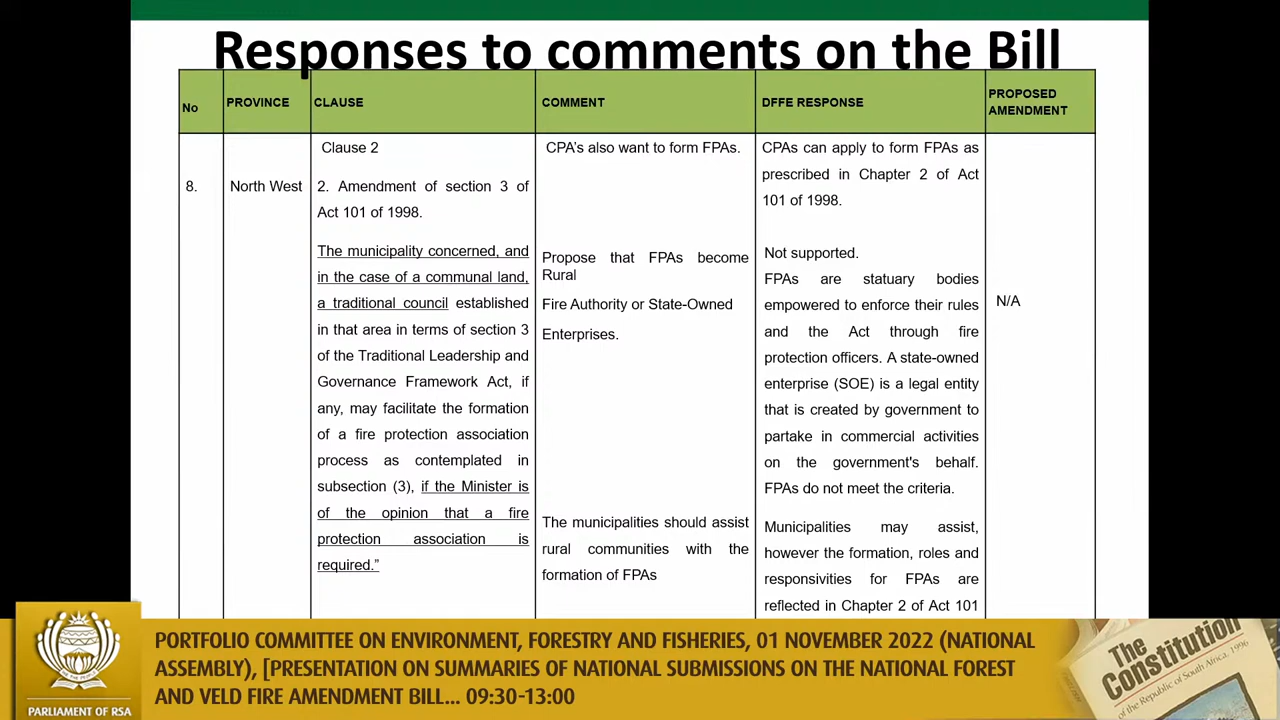 Responses to comments on the Bill
No
PROVINCE
CLAUSE
COMMENT
DFFE RESPONSE
PROPOSED
AMENDMENT
8.
North West
Clause 2
2. Amendment of section 3 of
Act 101 of 1998.
The municipality concerned, and
in the case of a communal land,
a traditional council established
in that area in terms of section 3
of the Traditional Leadership and
Governance Framework Act, if
any, may facilitate the formation
of a fire protection association
process as contemplated in
subsection (3), if the Minister is
of the opinion that a fire
protection association is
required.”
CPA’s also want to form FPAs.
Propose that FPAs become
Rural
Fire Authority or State-Owned
Enterprises.
The municipalities should assist
rural communities with the
formation of FPAs
CPAs can apply to form FPAs as
prescribed in Chapter 2 of Act
101 of 1998.
Not supported.
FPAs are statuary bodies
empowered to enforce their rules
and the Act through fire
protection officers. A state-owned
enterprise (SOE) is a legal entity
that is created by government to
partake in commercial activities
on the government's behalf.
FPAs do not meet the criteria.
Municipalities may assist,
however the formation, roles and
responsivities for FPAs are
reflected in Chapter 2 of Act 101
N/A
PORTFOLIO COMMITTEE ON ENVIRONMENT, FORESTRY AND FISHERIES, 01 NOVEMBER 2022 (NATIONAL
ASSEMBLY), [PRESENTATION ON SUMMARIES OF NATIONAL SUBMISSIONS ON THE NATIONAL FOREST
AND VELD FIRE AMENDMENT BILL... 09:30-13:00
PARLIAMENT OF RSA
The
Constitution
of the Republic of South Africa, 1996